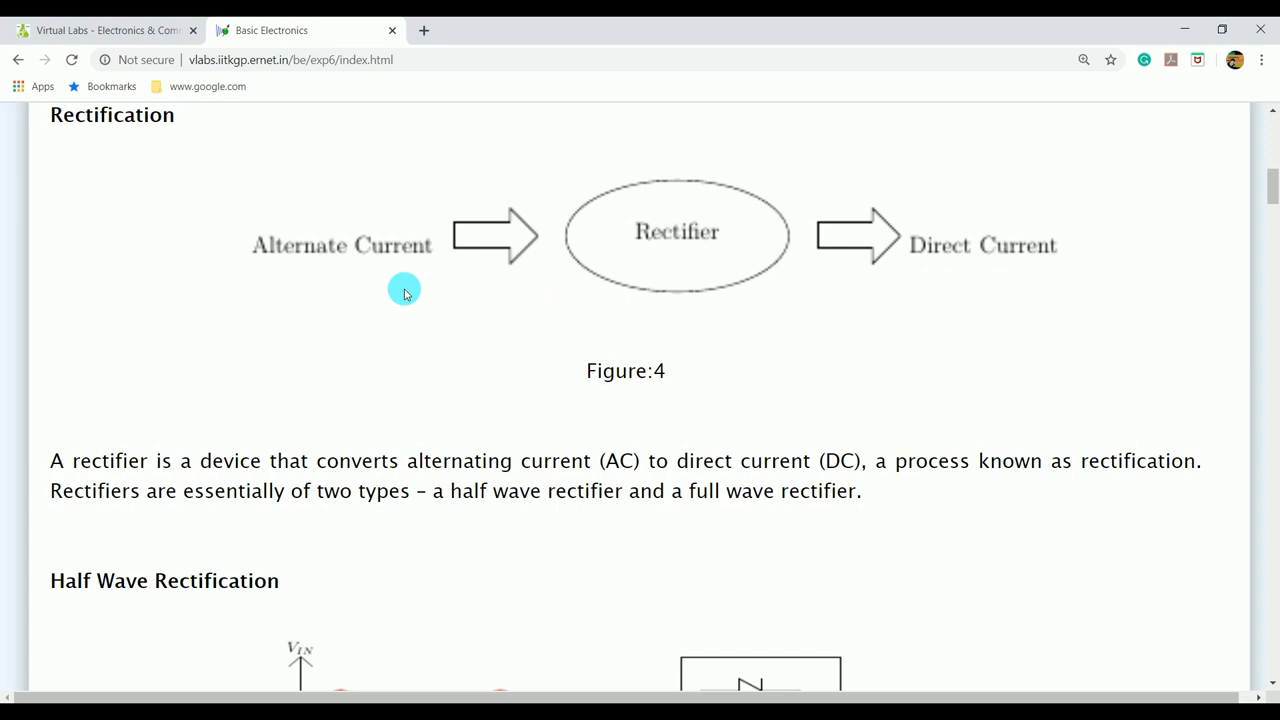 Virtual Labs - Electronics & Com
Basic Electronics
Not secure | vlabs.iitkgp.ernet.in/be/exp6/index.html
Apps Bookmarks www.google.com
Rectification
Alternate Current Rectifier Direct Current
Figure:4
A rectifier is a device that converts alternating current (AC) to direct current (DC), a process known as rectification.
Rectifiers are essentially of two types – a half wave rectifier and a full wave rectifier.
Half Wave Rectification
V_IN